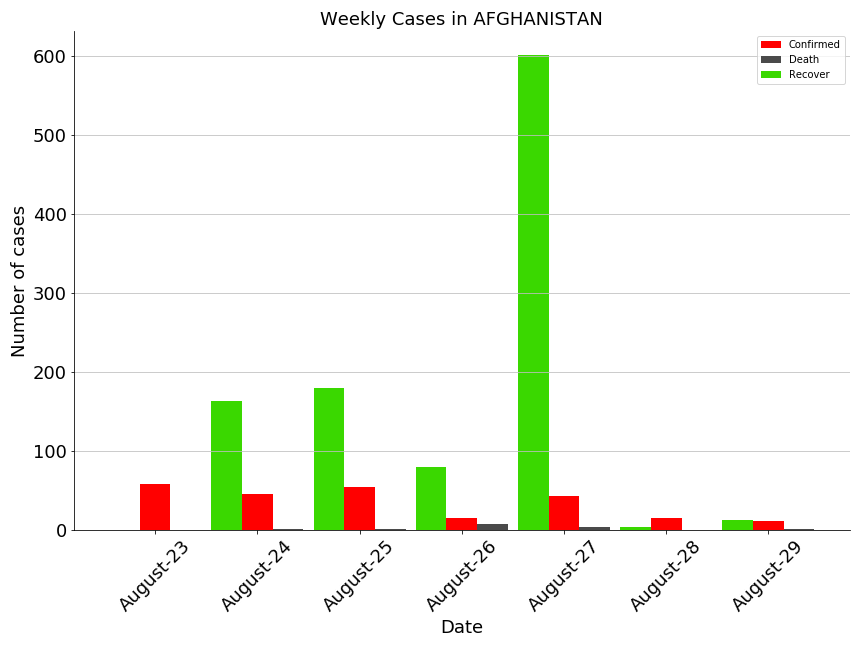 Weekly Cases in AFGHANISTAN
Confirmed
Death
Recover
Number of cases
600
500
400
300
200
100
0
August-23
August-24
August-25
August-26
August-27
August-28
August-29
Date